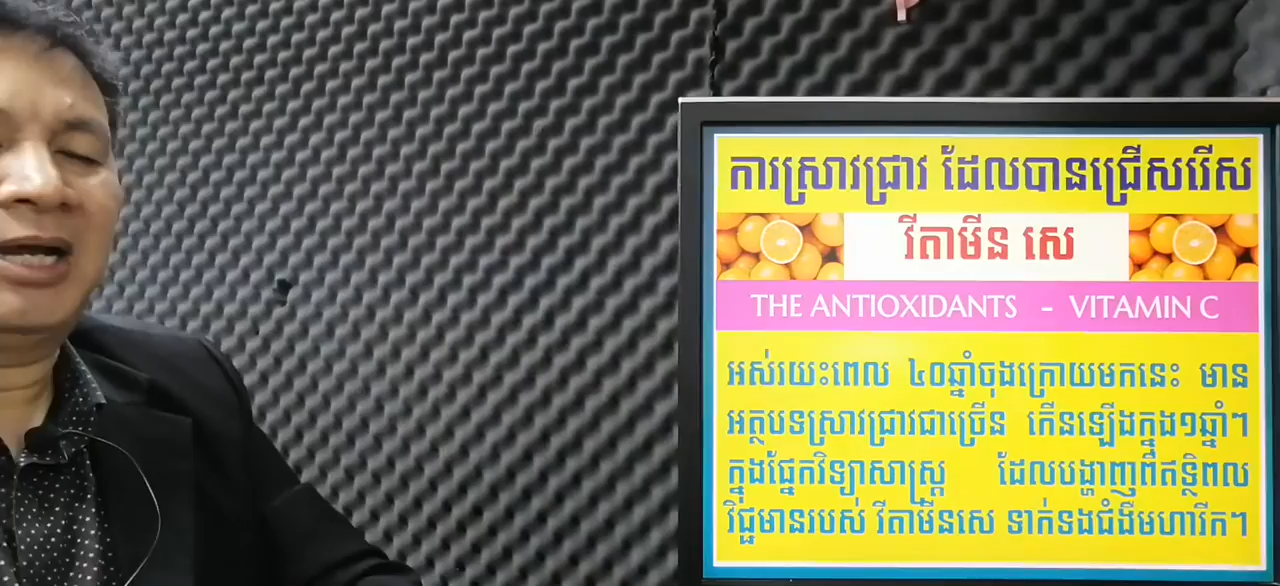 ការស្រាវជ្រាវ ដែលបានជ្រើសរើស
វីតាមីន សេ
THE ANTIOXIDANTS - VITAMIN C
អស់រយះពេល ៤០ឆ្នាំចុងក្រោយមកនេះ មាន
អត្ថបទស្រាវជ្រាវជាច្រើន កើនឡើងក្នុង១ឆ្នាំៗ
ក្នុងផ្នែកវិទ្យាសាស្ត្រ ដែលបង្ហាញពីឥទ្ធិពល
វិជ្ជមានរបស់ វីតាមីនសេ ទាក់ទងជំងឺមហារីក។